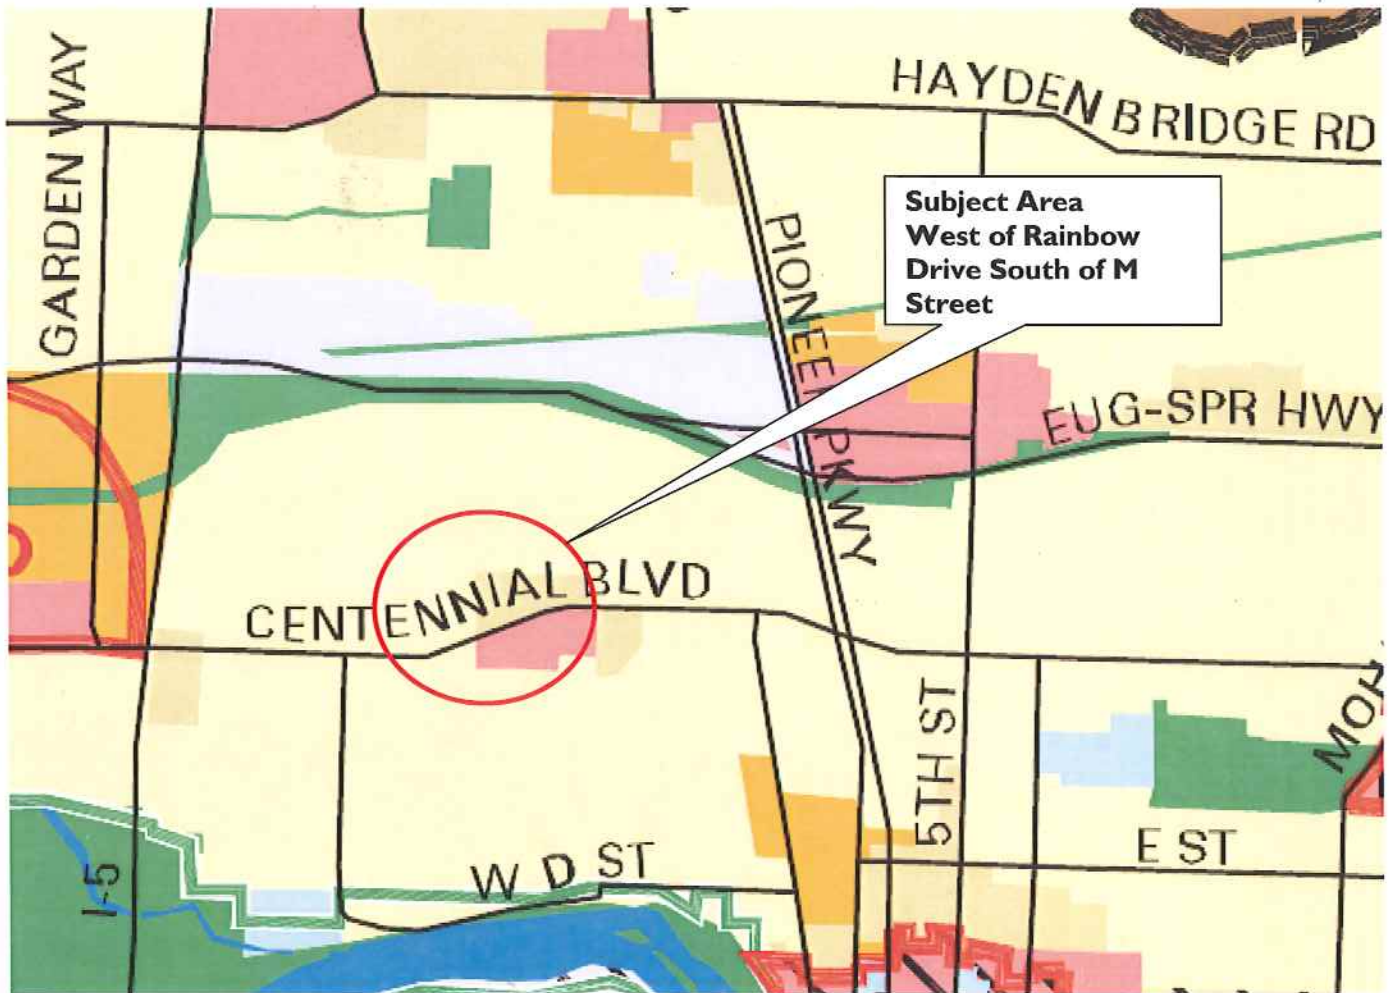 HAYDEN BRIDGE RD
GARDEN WAY
Subject Area
West of Rainbow
Drive South of M
Street
PIONEER PKWY
EUG-SPR HWY
CENTENNIAL BLVD
5TH ST
E ST
W D ST
I-5